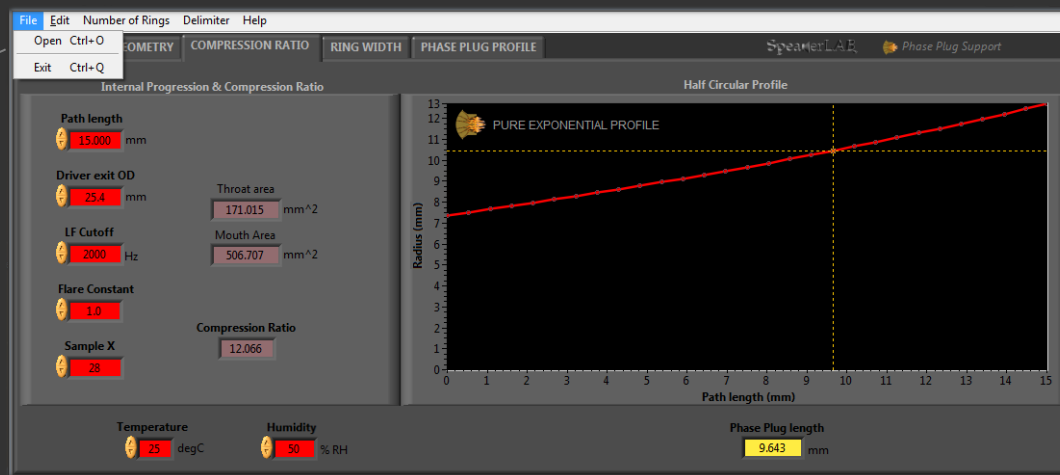 File Edit Number of Rings Delimiter Help
Open Ctrl+O
Exit Ctrl+Q
EOMETRY COMPRESSION RATIO RING WIDTH PHASE PLUG PROFILE SpeakerLAB Phase Plug Support
Internal Progression & Compression Ratio
Path length
15.000 mm
Driver exit OD
25.4 mm
LF Cutoff
2000 Hz
Flare Constant
1.0
Sample X
28
Throat area
171.015 mm^2
Mouth Area
506.707 mm^2
Compression Ratio
12.066
Half Circular Profile
PURE EXPONENTIAL PROFILE
Radius (mm)
13
12
11
10
9
8
7
6
5
4
3
2
1
0
0 1 2 3 4 5 6 7 8 9 10 11 12 13 14 15
Path length (mm)
Temperature
25 degC
Humidity
50 % RH
Phase Plug length
9.643 mm